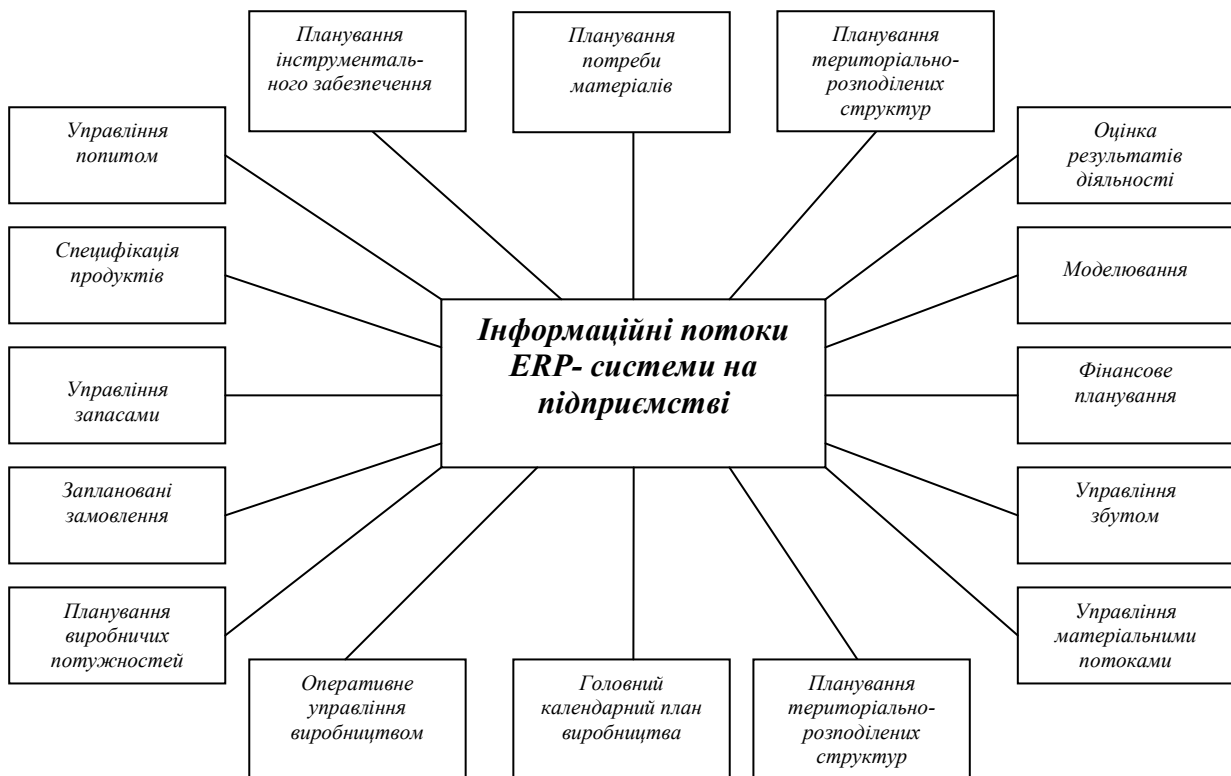 Планування
інструменталь-
ного забезпечення
Планування
потреби
матеріалів
Планування
територіально-
розподілених
структур
Управління
попитом
Оцінка
результатів
діяльності
Специфікація
продуктів
Моделювання
Інформаційні потоки
ERP- системи на
підприємстві
Управління
запасами
Фінансове
планування
Заплановані
замовлення
Управління
збутом
Планування
виробничих
потужностей
Управління
матеріальними
потоками
Оперативне
управління
виробництвом
Головний
календарний план
виробництва
Планування
територіально-
розподілених
структур